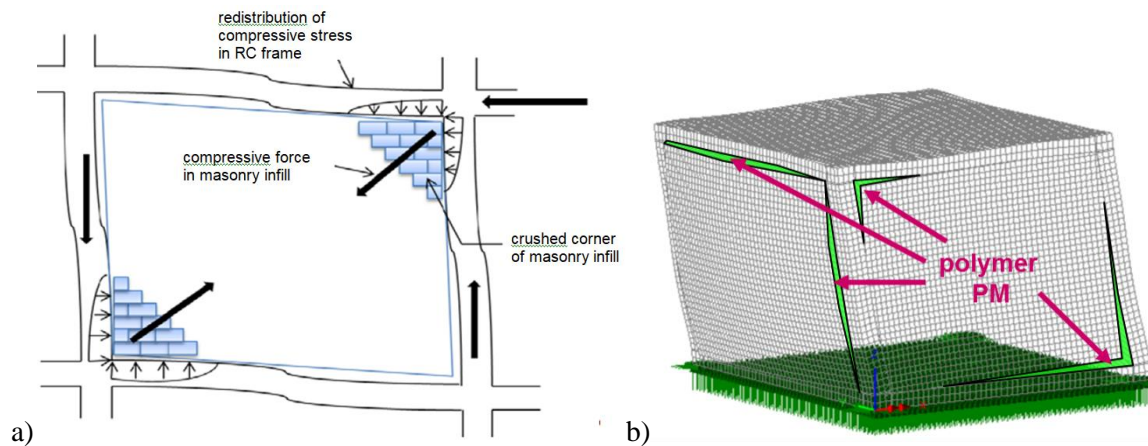 redistribution of
compressive stress
in RC frame
compressive force
in masonry infill
crushed corner
of masonry infill
a)
polymer
PM
b)